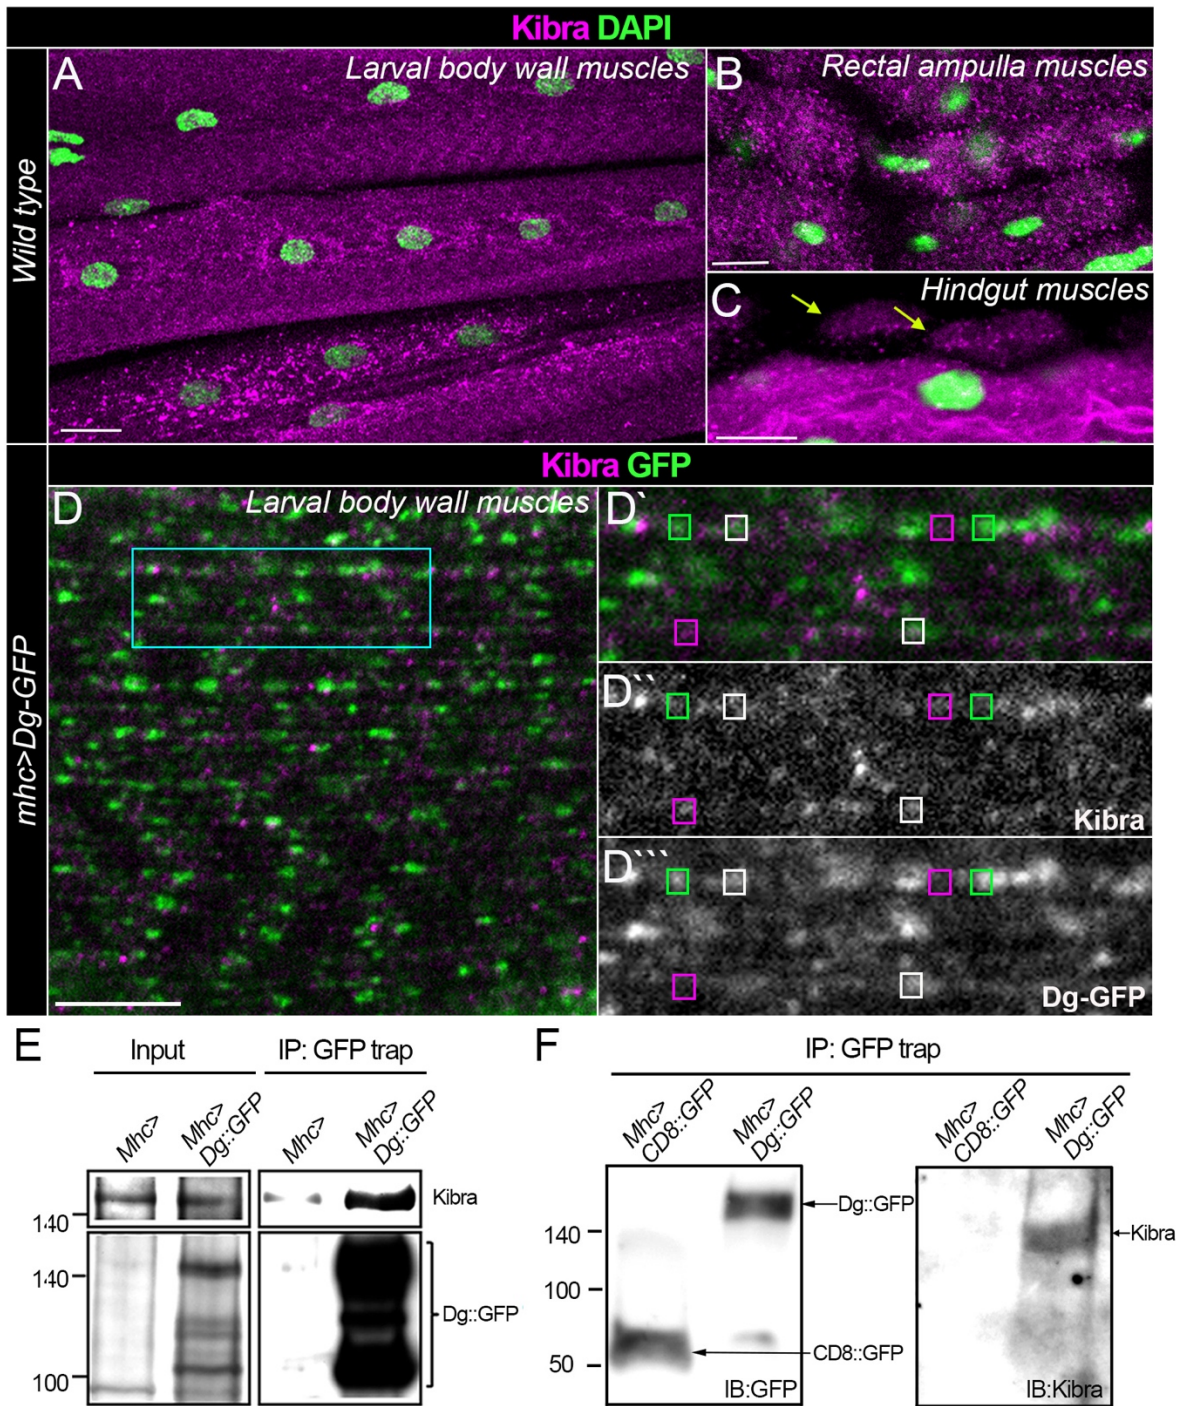 Kibra DAPI
Wild type
A
Larval body wall muscles
B
Rectal ampulla muscles
C
Hindgut muscles
Kibra GFP
mhc>Dg-GFP
D
Larval body wall muscles
D`
D``
Kibra
D```
Dg-GFP
E
Input
IP: GFP trap
Mhc>
Mhc>
Dg::GFP
Mhc>
Mhc>
Dg::GFP
Kibra
140
140
100
Dg::GFP
F
IP: GFP trap
Mhc>
CD8::GFP
Mhc>
Dg::GFP
Mhc>
CD8::GFP
Mhc>
Dg::GFP
140
100
50
Dg::GFP
CD8::GFP
IB:GFP
Kibra
IB:Kibra